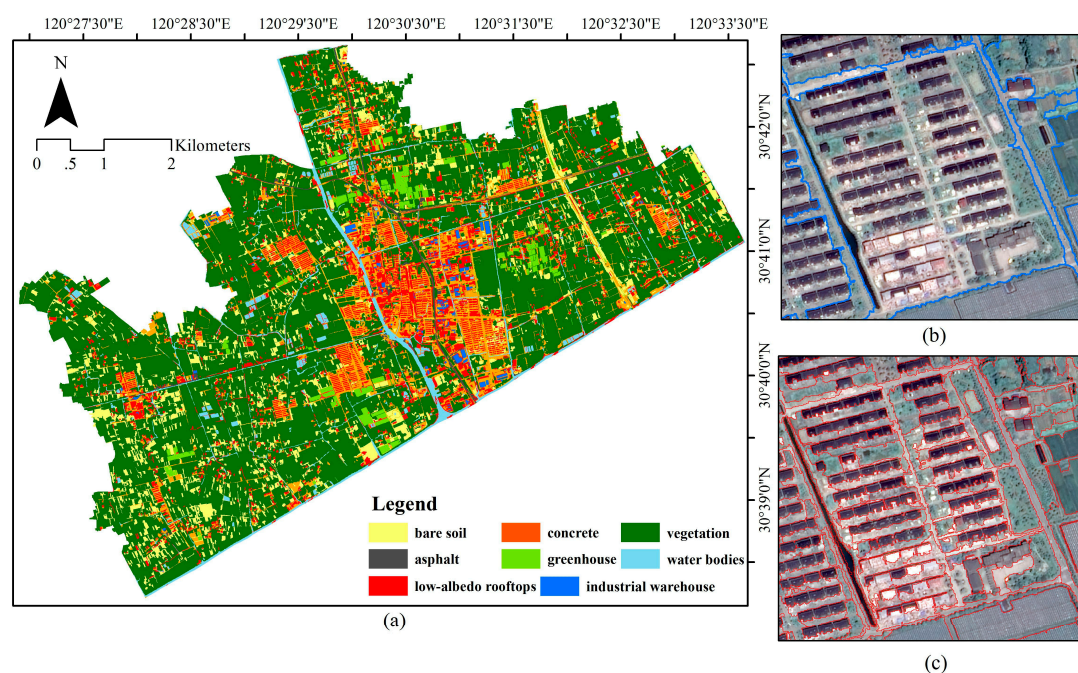 120°27'30"E 120°28'30"E 120°29'30"E 120°30'30"E 120°31'30"E 120°32'30"E 120°33'30"E
N
0 .5 1 2 Kilometers
30°42'0"N
30°41'0"N
30°40'0"N
30°39'0"N
Legend
bare soil concrete vegetation
asphalt greenhouse water bodies
low-albedo rooftops industrial warehouse
(a)
(b)
(c)